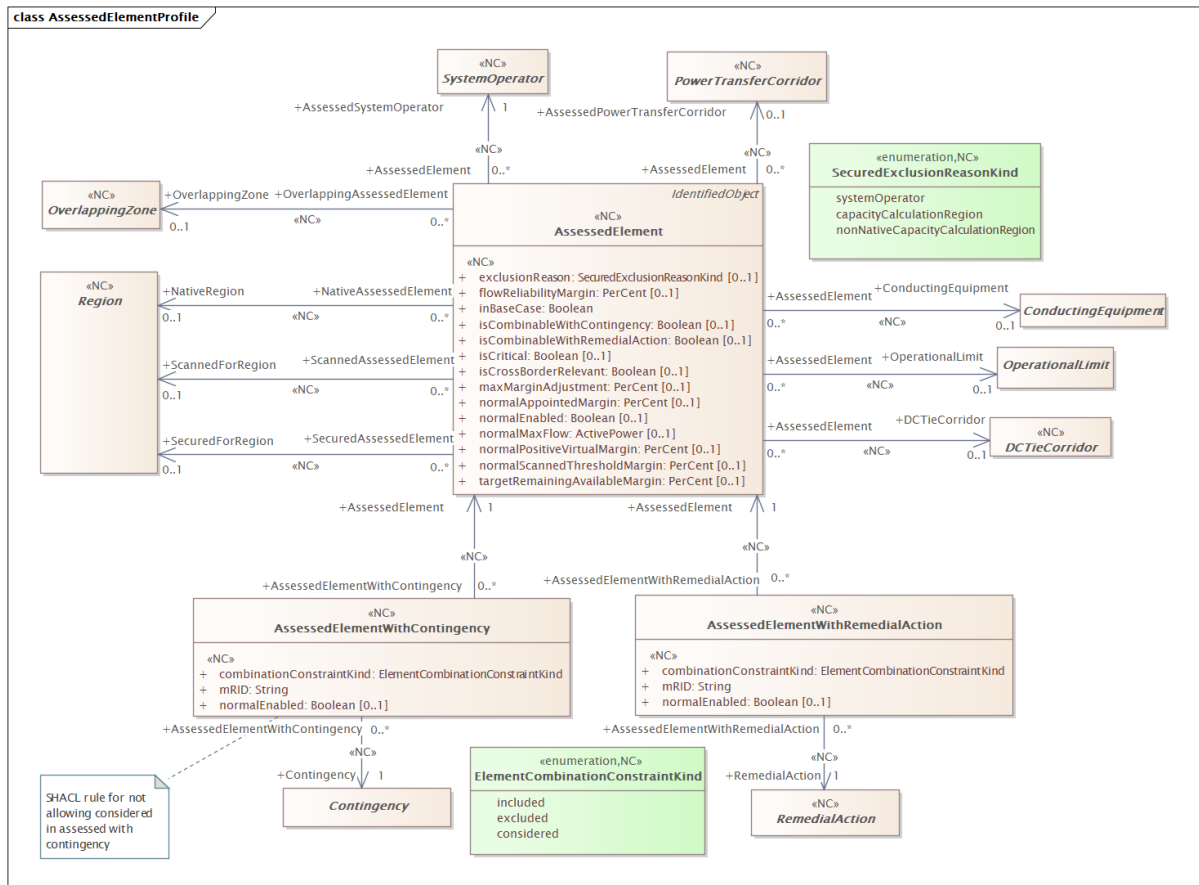 class AssessedElementProfile
«NC»
SystemOperator
«NC»
PowerTransferCorridor
+AssessedSystemOperator
1
+AssessedPowerTransferCorridor
0..1
«NC»
«NC»
+AssessedElement
0..*
+AssessedElement
0..*
«enumeration,NC»
SecuredExclusionReasonKind
systemOperator
capacityCalculationRegion
nonNativeCapacityCalculationRegion
«NC»
OverlappingZone
+OverlappingZone
0..1
«NC»
+OverlappingAssessedElement
0..*
IdentifiedObject
«NC»
AssessedElement
«NC»
+ exclusionReason: SecuredExclusionReasonKind [0..1]
+ flowReliabilityMargin: PerCent [0..1]
+ inBaseCase: Boolean
+ isCombinableWithContingency: Boolean [0..1]
+ isCombinableWithRemedialAction: Boolean [0..1]
+ isCritical: Boolean [0..1]
+ isCrossBorderRelevant: Boolean [0..1]
+ maxMarginAdjustment: PerCent [0..1]
+ normalAppointedMargin: PerCent [0..1]
+ normalEnabled: Boolean [0..1]
+ normalMaxFlow: ActivePower [0..1]
+ normalPositiveVirtualMargin: PerCent [0..1]
+ normalScannedThresholdMargin: PerCent [0..1]
+ targetRemainingAvailableMargin: PerCent [0..1]
«NC»
Region
+NativeRegion
0..1
«NC»
+NativeAssessedElement
0..*
+ScannedForRegion
0..1
«NC»
+ScannedAssessedElement
0..*
+SecuredForRegion
0..1
«NC»
+SecuredAssessedElement
0..*
+AssessedElement
0..*
«NC»
+ConductingEquipment
0..1
ConductingEquipment
+AssessedElement
0..*
«NC»
+OperationalLimit
0..1
OperationalLimit
+AssessedElement
0..*
«NC»
+DCTieCorridor
0..1
«NC»
DCTieCorridor
+AssessedElement
1
+AssessedElement
1
«NC»
«NC»
+AssessedElementWithContingency
0..*
+AssessedElementWithRemedialAction
0..*
«NC»
AssessedElementWithContingency
«NC»
+ combinationConstraintKind: ElementCombinationConstraintKind
+ mRID: String
+ normalEnabled: Boolean [0..1]
«NC»
AssessedElementWithRemedialAction
«NC»
+ combinationConstraintKind: ElementCombinationConstraintKind
+ mRID: String
+ normalEnabled: Boolean [0..1]
+AssessedElementWithContingency
0..*
«NC»
+Contingency
1
Contingency
+AssessedElementWithRemedialAction
0..*
«NC»
+RemedialAction
1
«NC»
RemedialAction
«enumeration,NC»
ElementCombinationConstraintKind
included
excluded
considered
SHACL rule for not
allowing considered
in assessed with
contingency